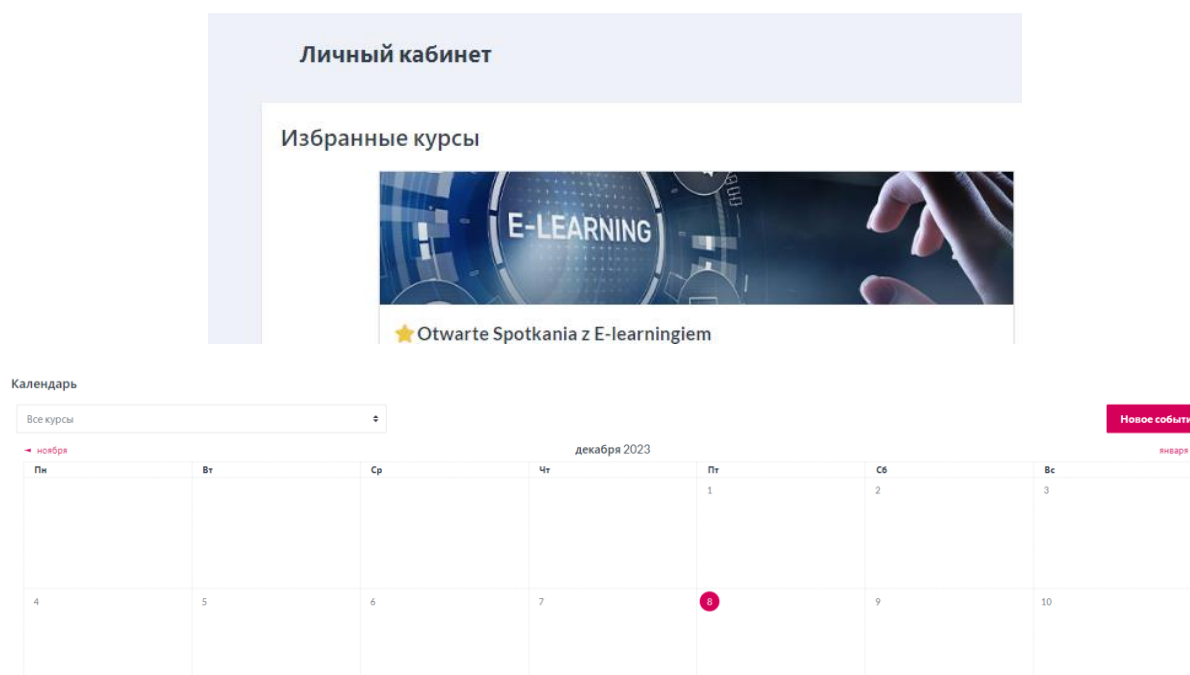 Личный кабинет
Избранные курсы
E-LEARNING
Otwarte Spotkania z E-learningiem
Календарь
Все курсы
Новое событи
◄ ноября
декабря 2023
января
Пн Вт Ср Чт Пт Сб Вс
1 2 3
4 5 6 7 8 9 10